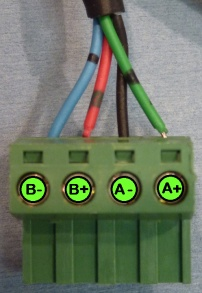 B- B+ A- A+